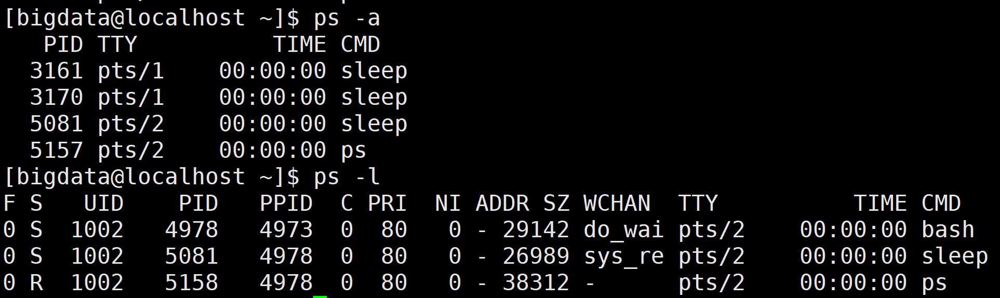 [bigdata@localhost ~]$ ps -a
   PID TTY          TIME CMD
  3161 pts/1    00:00:00 sleep
  3170 pts/1    00:00:00 sleep
  5081 pts/2    00:00:00 sleep
  5157 pts/2    00:00:00 ps
[bigdata@localhost ~]$ ps -l
F S   UID    PID   PPID  C PRI  NI ADDR SZ WCHAN  TTY          TIME CMD
0 S  1002   4978   4973  0  80   0 - 29142 do_wai pts/2    00:00:00 bash
0 S  1002   5081   4978  0  80   0 - 26989 sys_re pts/2    00:00:00 sleep
0 R  1002   5158   4978  0  80   0 - 38312 -      pts/2    00:00:00 ps